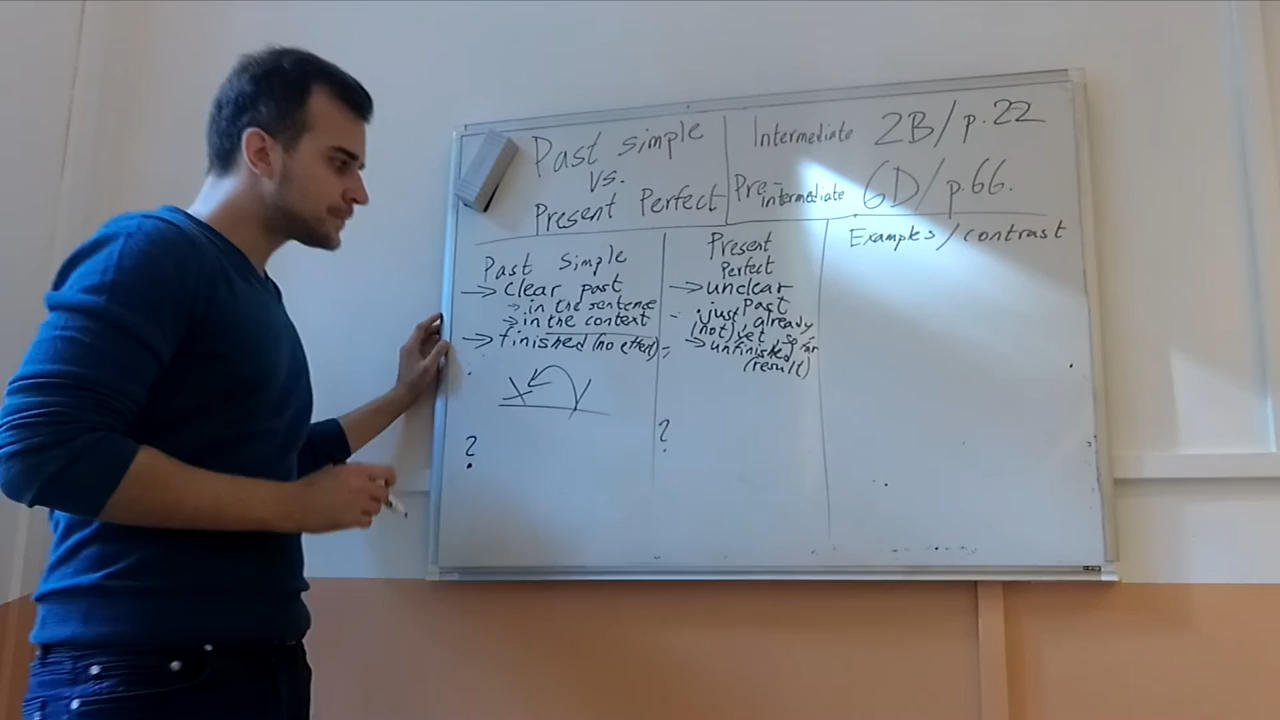 Past simple
vs.
Present Perfect
Intermediate 2B/p.22
Pre-intermediate 6D/p.66.
Past Simple
→ clear past
→ in the sentence
→ in the context
→ finished (no effect)
?
Present
Perfect
→ unclear
past
• just, already
(not) yet, so far
→ unfinished
(result)
?
Examples/contrast